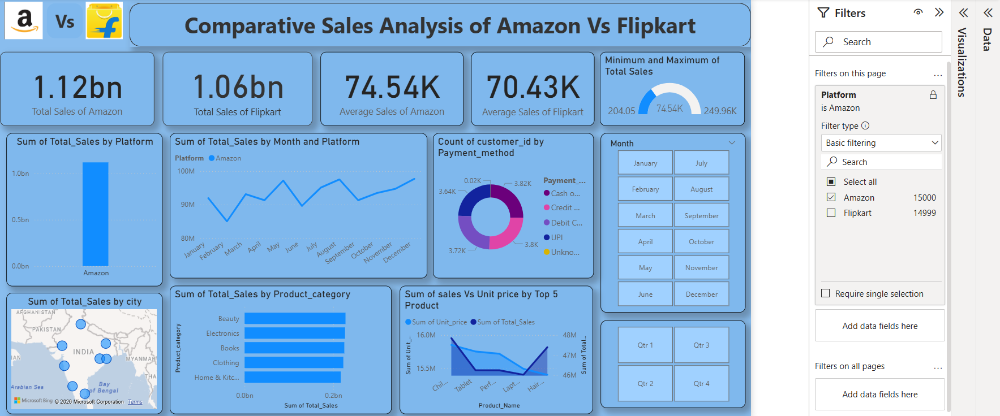 a Vs f
Comparative Sales Analysis of Amazon Vs Flipkart
1.12bn
Total Sales of Amazon
1.06bn
Total Sales of Flipkart
74.54K
Average Sales of Amazon
70.43K
Average Sales of Flipkart
Minimum and Maximum of
Total Sales
204.05 74.54K 249.96K
Sum of Total_Sales by Platform
1.0bn
0.5bn
0.0bn
Amazon
Sum of Total_Sales by Month and Platform
Platform Amazon
100M
90M
80M
January February March April May June July August September October November December
Count of customer_id by
Payment_method
0.02K
3.82K
3.64K
3.72K
3.8K
Payment_...
Cash o...
Credit ...
Debit C...
UPI
Unkno...
Month
January July
February August
March September
April October
May November
June December
Sum of Total_Sales by city
AFGHANISTAN
PAKISTAN
INDIA
MYANMAR
THA
Arabian Sea
Bay
of Bengal
Microsoft Bing © 2026 Microsoft Corporation Terms
Sum of Total_Sales by Product_category
Product_category
Beauty
Electronics
Books
Clothing
Home & Kitc...
0.0bn 0.2bn
Sum of Total_Sales
Sum of sales Vs Unit price by Top 5
Product
Sum of Unit_price Sum of Total_Sales
Sum of Unit_...
16.0M
15.5M
48M
47M
46M
Sum of Total...
Chil... Tablet Perf... Lapt... Hair...
Product_Name
Qtr 1 Qtr 3
Qtr 2 Qtr 4
Filters
Search
Filters on this page ...
Platform
is Amazon
Filter type
Basic filtering
Search
Select all
Amazon 15000
Flipkart 14999
Require single selection
Add data fields here
Filters on all pages ...
Add data fields here
Visualizations
Data